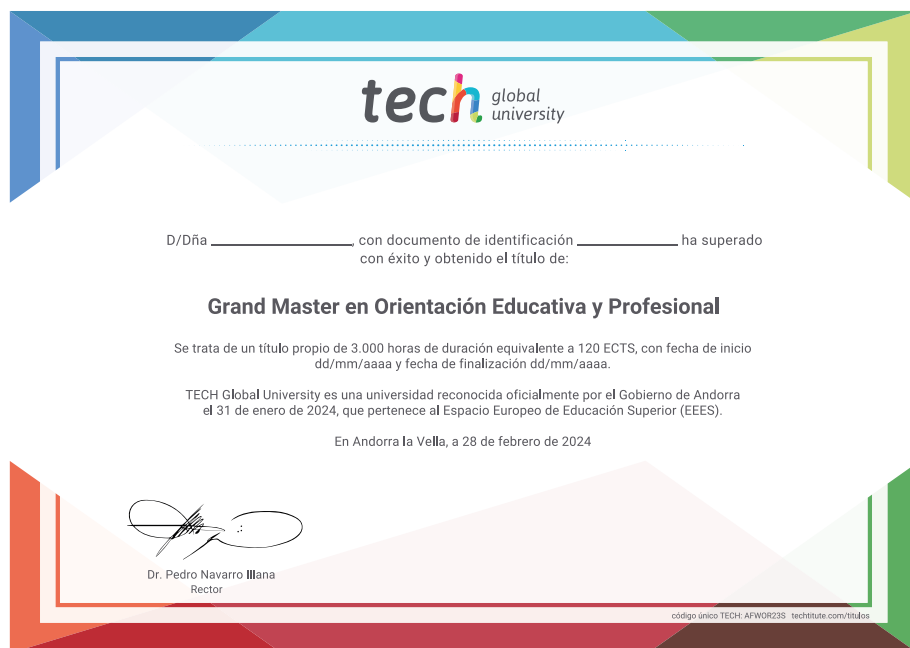 tech global
university
D/Dña ______________, con documento de identificación __________ ha superado
con éxito y obtenido el título de:
Grand Master en Orientación Educativa y Profesional
Se trata de un título propio de 3.000 horas de duración equivalente a 120 ECTS, con fecha de inicio
dd/mm/aaaa y fecha de finalización dd/mm/aaaa.
TECH Global University es una universidad reconocida oficialmente por el Gobierno de Andorra
el 31 de enero de 2024, que pertenece al Espacio Europeo de Educación Superior (EEES).
En Andorra la Vella, a 28 de febrero de 2024
Dr. Pedro Navarro Illana
Rector
código único TECH: AFWOR23S techtitute.com/titulos